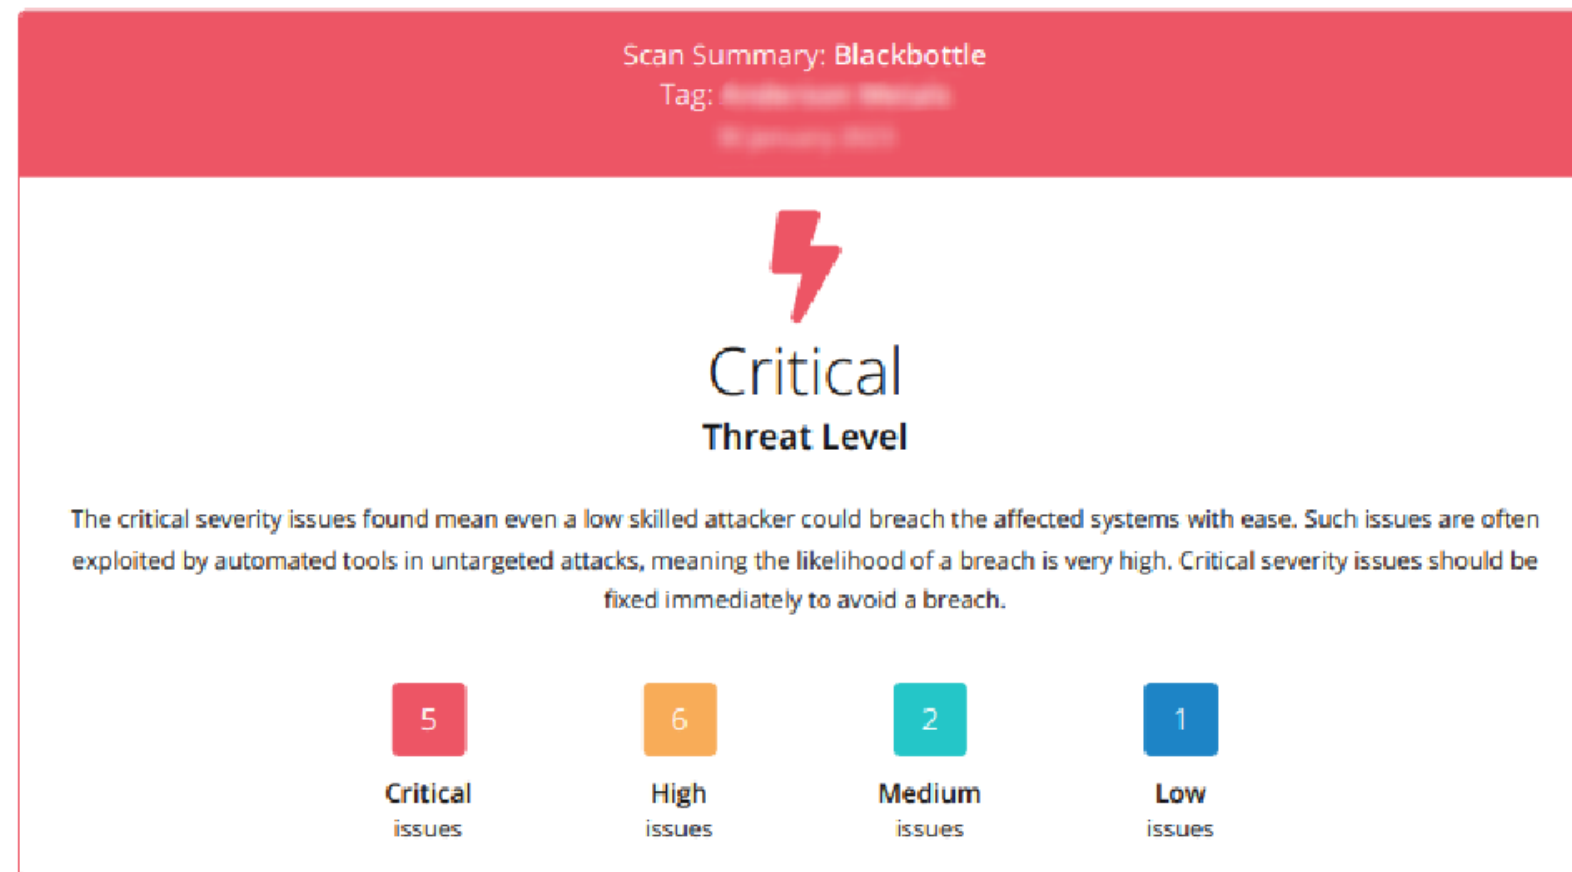 Scan Summary: Blackbottle
Tag:
Critical
Threat Level
The critical severity issues found mean even a low skilled attacker could breach the affected systems with ease. Such issues are often
exploited by automated tools in untargeted attacks, meaning the likelihood of a breach is very high. Critical severity issues should be
fixed immediately to avoid a breach.
5 6 2 1
Critical High Medium Low
issues issues issues issues